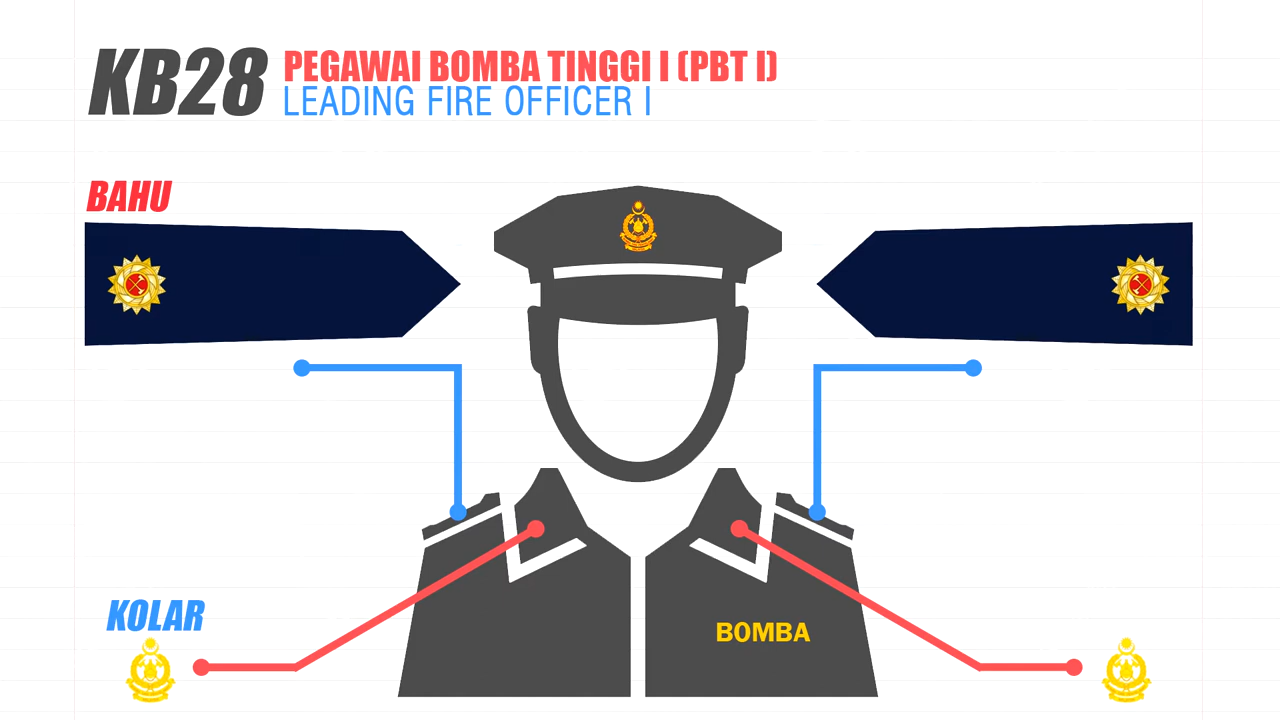 KB28
PEGAWAI BOMBA TINGGI I (PBT I)
LEADING FIRE OFFICER I
BAHU
KOLAR
BOMBA